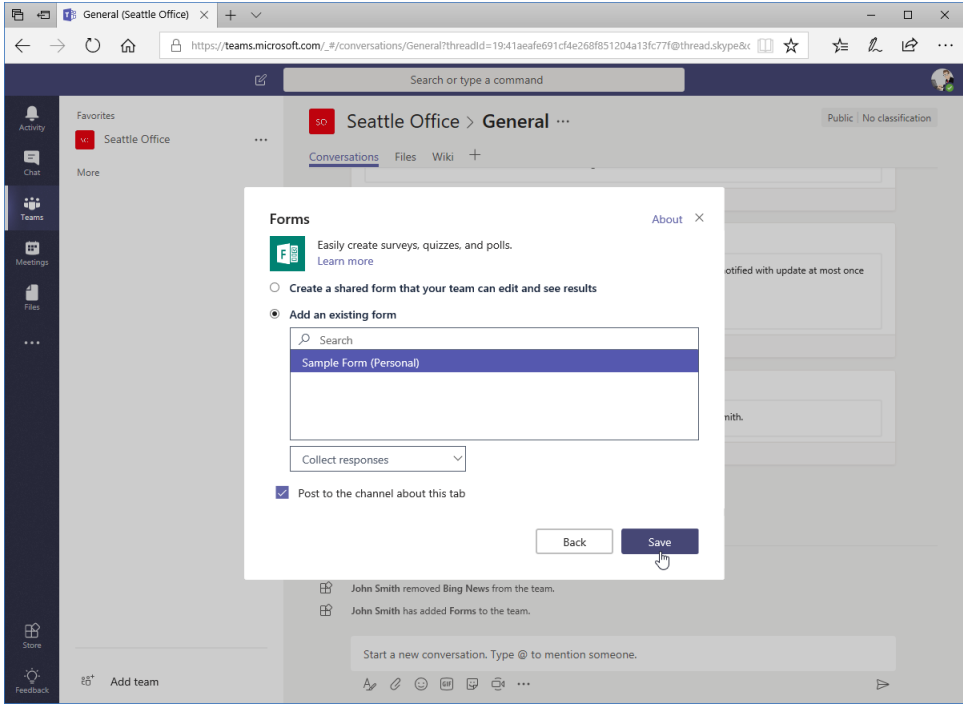 General (Seattle Office)
https://teams.microsoft.com/_#/conversations/General?threadId=19:41aeafe691cf4e268f851204a13fc77f@thread.skype&c
Search or type a command
Activity
Chat
Teams
Meetings
Files
Store
Feedback
Favorites
SO Seattle Office
More
Add team
SO Seattle Office > General
Public No classification
Conversations Files Wiki
otified with update at most once
mith.
Forms
About
Easily create surveys, quizzes, and polls.
Learn more
Create a shared form that your team can edit and see results
Add an existing form
Search
Sample Form (Personal)
Collect responses
Post to the channel about this tab
Back Save
John Smith removed Bing News from the team.
John Smith has added Forms to the team.
Start a new conversation. Type @ to mention someone.
GIF